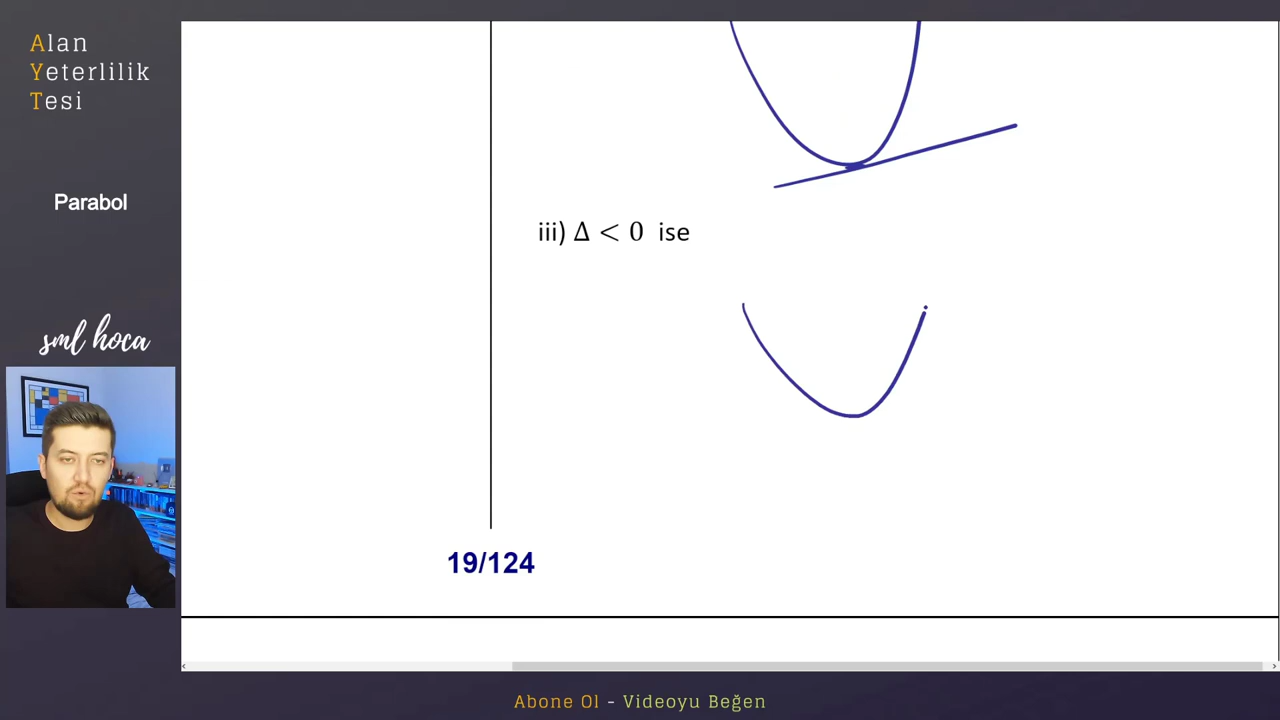 Alan
Yeterlilik
Tesi
Parabol
sml hoca
iii) Δ < 0 ise
19/124
Abone Ol - Videoyu Beğen